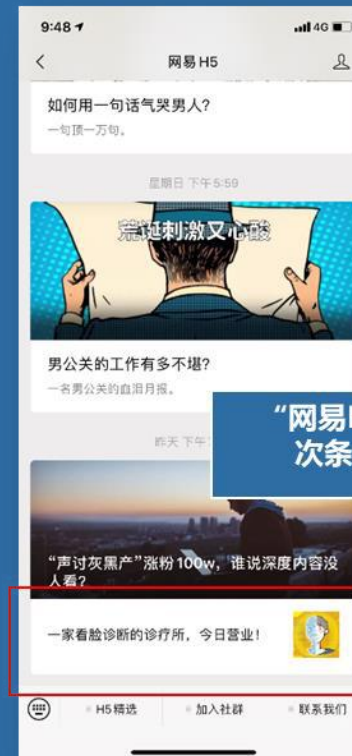 9:48
4G
网易H5
如何用一句话气哭男人？
一句顶一万句。
星期日 下午5:59
荒诞刺激又心酸
男公关的工作有多不堪？
一名男公关的血泪月报。
“网易
次条
昨天 下午
“声讨灰黑产”涨粉100w，谁说深度内容没
人看？
一家看脸诊断的诊疗所，今日营业！
H5精选
加入社群
联系我们